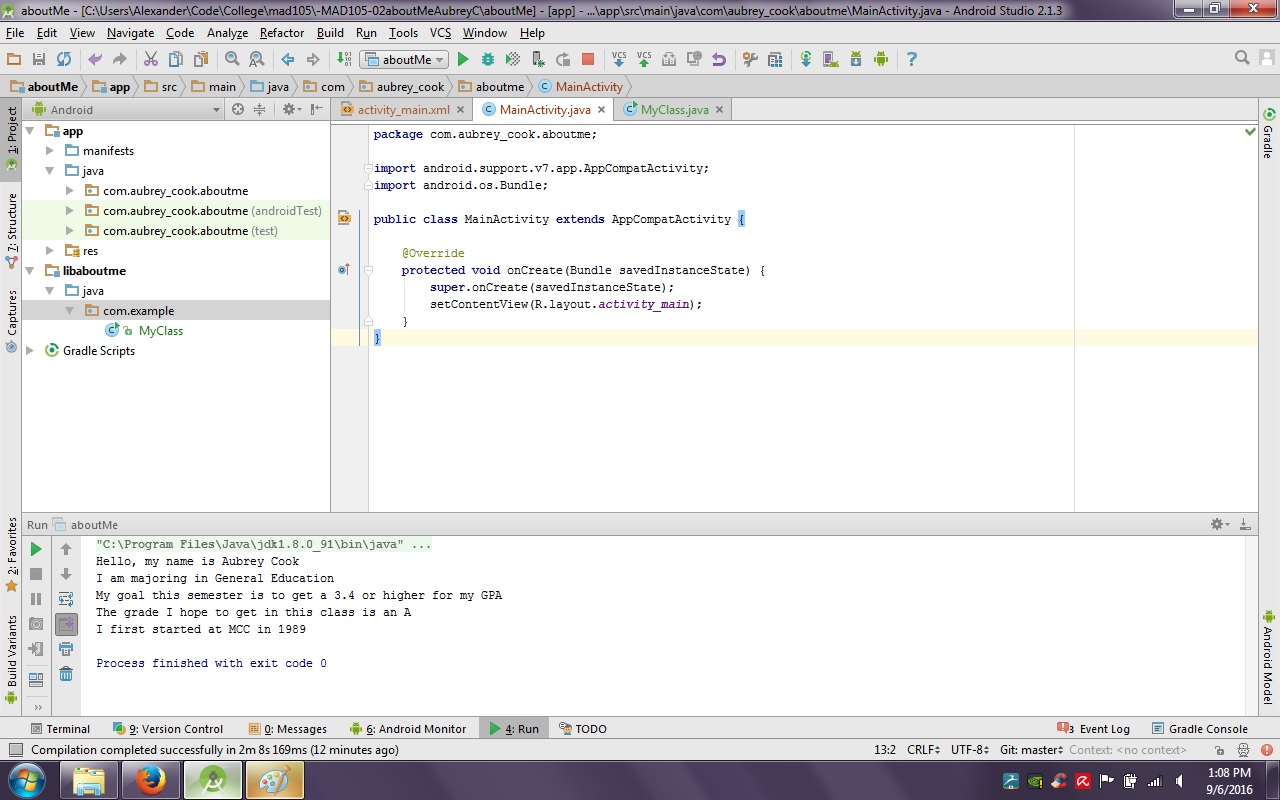 aboutMe - [C:\Users\Alexander\Code\College\mad105\-MAD105-02aboutMeAubreyC\aboutMe] - [app] - ...\app\src\main\java\com\aubrey_cook\aboutme\MainActivity.java - Android Studio 2.1.3
File Edit View Navigate Code Analyze Refactor Build Run Tools VCS Window Help
aboutMe VCS VCS ?
aboutMe app src main java com aubrey_cook aboutme MainActivity
Android activity_main.xml MainActivity.java MyClass.java
1: Project
7: Structure
Captures
2: Favorites
Build Variants
app
manifests
java
com.aubrey_cook.aboutme
com.aubrey_cook.aboutme (androidTest)
com.aubrey_cook.aboutme (test)
res
libaboutme
java
com.example
MyClass
Gradle Scripts
package com.aubrey_cook.aboutme;
import android.support.v7.app.AppCompatActivity;
import android.os.Bundle;
public class MainActivity extends AppCompatActivity {
@Override
protected void onCreate(Bundle savedInstanceState) {
super.onCreate(savedInstanceState);
setContentView(R.layout.activity_main);
}
}
Gradle
Android Model
Run aboutMe
"C:\Program Files\Java\jdk1.8.0_91\bin\java" ...
Hello, my name is Aubrey Cook
I am majoring in General Education
My goal this semester is to get a 3.4 or higher for my GPA
The grade I hope to get in this class is an A
I first started at MCC in 1989
Process finished with exit code 0
Terminal 9: Version Control 0: Messages 6: Android Monitor 4: Run TODO 3 Event Log Gradle Console
Compilation completed successfully in 2m 8s 169ms (12 minutes ago) 13:2 CRLF UTF-8 Git: master Context: <no context>
1:08 PM
9/6/2016